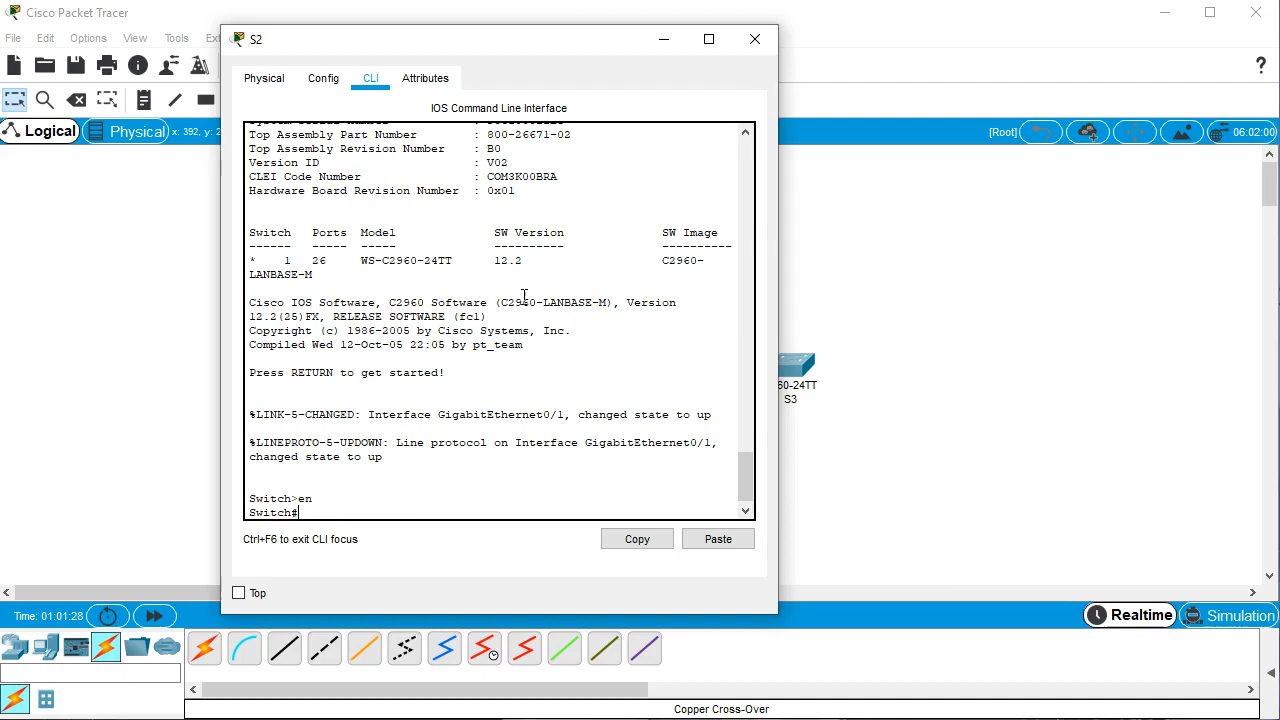 Cisco Packet Tracer
File Edit Options View Tools Ext
S2
Physical Config CLI Attributes
IOS Command Line Interface
Logical Physical x: 392, y: 2 [Root] 06:02:00
Top Assembly Part Number : 800-26671-02
Top Assembly Revision Number : B0
Version ID : V02
CLEI Code Number : COM3K00BRA
Hardware Board Revision Number : 0x01
Switch Ports Model SW Version SW Image
------ ----- ----- ---------- ----------
* 1 26 WS-C2960-24TT 12.2 C2960-
LANBASE-M
Cisco IOS Software, C2960 Software (C2960-LANBASE-M), Version
12.2(25)FX, RELEASE SOFTWARE (fc1)
Copyright (c) 1986-2005 by Cisco Systems, Inc.
Compiled Wed 12-Oct-05 22:05 by pt_team
Press RETURN to get started!
%LINK-5-CHANGED: Interface GigabitEthernet0/1, changed state to up
%LINEPROTO-5-UPDOWN: Line protocol on Interface GigabitEthernet0/1,
changed state to up
Switch>en
Switch#
60-24TT
S3
Ctrl+F6 to exit CLI focus
Copy Paste
Top
Time: 01:01:28 Realtime Simulation
Copper Cross-Over